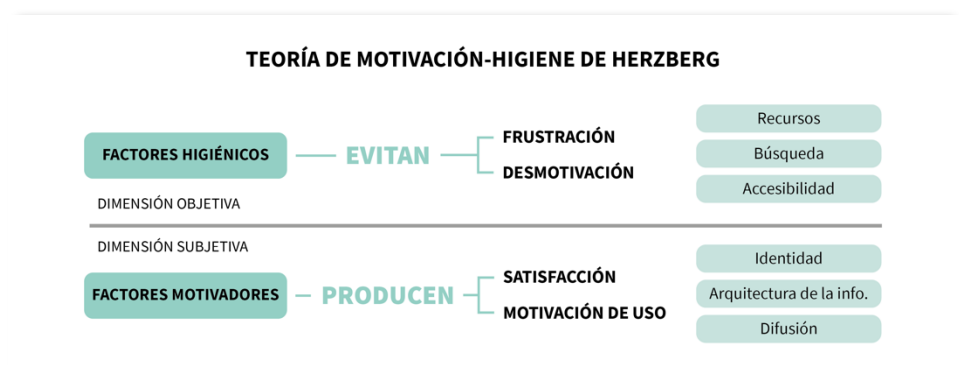 TEORÍA DE MOTIVACIÓN-HIGIENE DE HERZBERG
FACTORES HIGIÉNICOS
EVITAN
FRUSTRACIÓN
DESMOTIVACIÓN
Recursos
Búsqueda
Accesibilidad
DIMENSIÓN OBJETIVA
DIMENSIÓN SUBJETIVA
FACTORES MOTIVADORES
PRODUCEN
SATISFACCIÓN
MOTIVACIÓN DE USO
Identidad
Arquitectura de la info.
Difusión